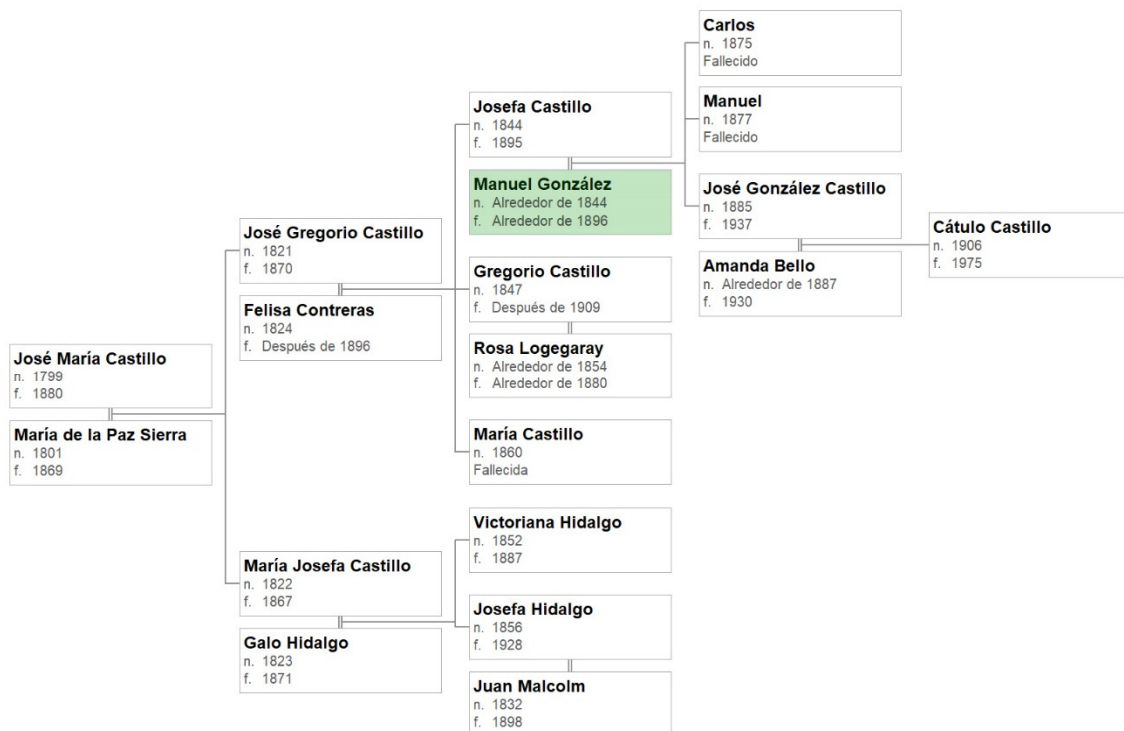 José María Castillo
n. 1799
f. 1880
María de la Paz Sierra
n. 1801
f. 1869
José Gregorio Castillo
n. 1821
f. 1870
Felisa Contreras
n. 1824
f. Después de 1896
María Josefa Castillo
n. 1822
f. 1867
Galo Hidalgo
n. 1823
f. 1871
Josefa Castillo
n. 1844
f. 1895
Manuel González
n. Alrededor de 1844
f. Alrededor de 1896
Gregorio Castillo
n. 1847
f. Después de 1909
Rosa Logegaray
n. Alrededor de 1854
f. Alrededor de 1880
María Castillo
n. 1860
Fallecida
Victoriana Hidalgo
n. 1852
f. 1887
Josefa Hidalgo
n. 1856
f. 1928
Juan Malcolm
n. 1832
f. 1898
Carlos
n. 1875
Fallecido
Manuel
n. 1877
Fallecido
José González Castillo
n. 1885
f. 1937
Amanda Bello
n. Alrededor de 1887
f. 1930
Cátulo Castillo
n. 1906
f. 1975